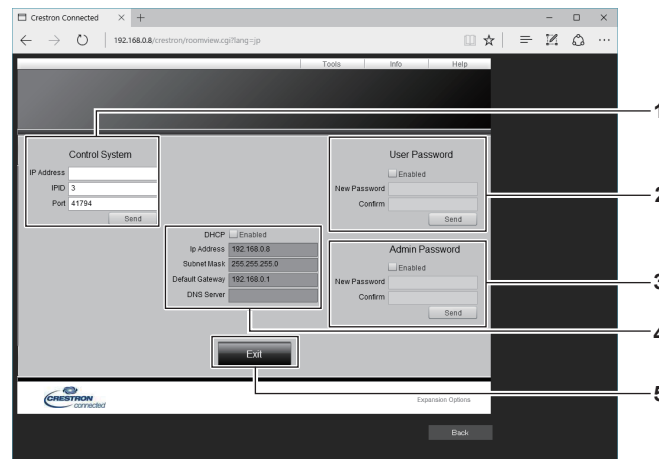 Crestron Connected
192.168.0.8/crestron/roomview.cgi?lang=jp
Tools Info Help
Control System
IP Address
IPID 3
Port 41794
Send
User Password
Enabled
New Password
Confirm
Send
DHCP Enabled
Ip Address 192.168.0.8
Subnet Mask 255.255.255.0
Default Gateway 192.168.0.1
DNS Server
Admin Password
Enabled
New Password
Confirm
Send
Exit
CRESTRON
connected
Expansion Options
Back
1
2
3
4
5